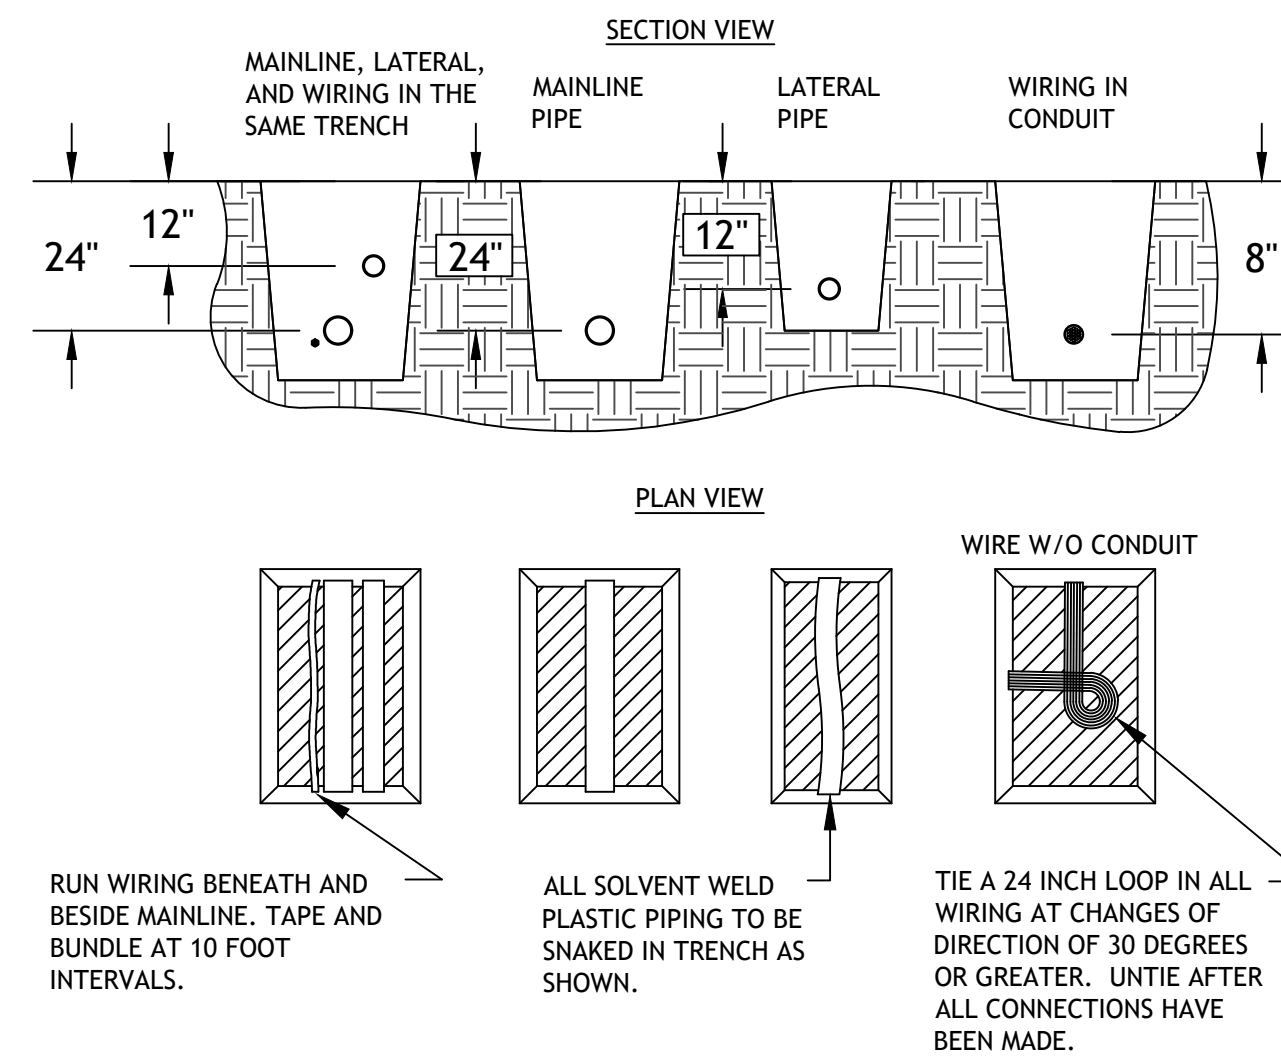 SECTION VIEW
MAINLINE, LATERAL,
AND WIRING IN THE
SAME TRENCH
MAINLINE
PIPE
LATERAL
PIPE
WIRING IN
CONDUIT
24"
12"
24"
12"
8"
PLAN VIEW
WIRE W/O CONDUIT
RUN WIRING BENEATH AND
BESIDE MAINLINE. TAPE AND
BUNDLE AT 10 FOOT
INTERVALS.
ALL SOLVENT WELD
PLASTIC PIPING TO BE
SNAKED IN TRENCH AS
SHOWN.
TIE A 24 INCH LOOP IN ALL
WIRING AT CHANGES OF
DIRECTION OF 30 DEGREES
OR GREATER. UNTIE AFTER
ALL CONNECTIONS HAVE
BEEN MADE.